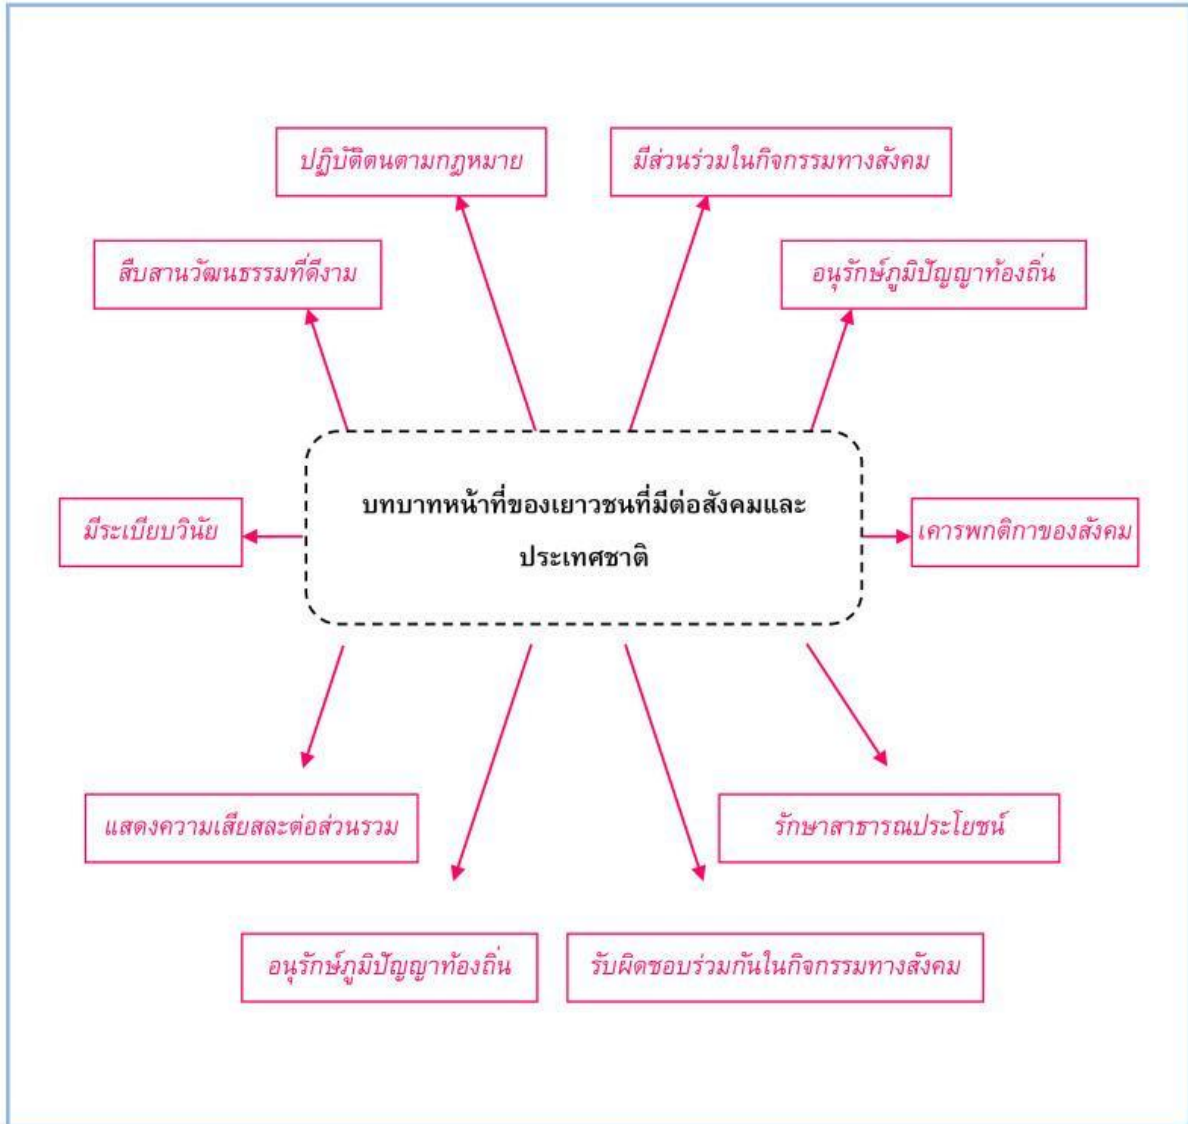 ปฏิบัติตนตามกฎหมาย
มีส่วนร่วมในกิจกรรมทางสังคม
สืบสานวัฒนธรรมที่ดีงาม
อนุรักษ์ภูมิปัญญาท้องถิ่น
บทบาทหน้าที่ของเยาวชนที่มีต่อสังคมและ
ประเทศชาติ
มีระเบียบวินัย
เคารพกติกาของสังคม
แสดงความเสียสละต่อส่วนรวม
รักษาสาธารณประโยชน์
อนุรักษ์ภูมิปัญญาท้องถิ่น
รับผิดชอบร่วมกันในกิจกรรมทางสังคม